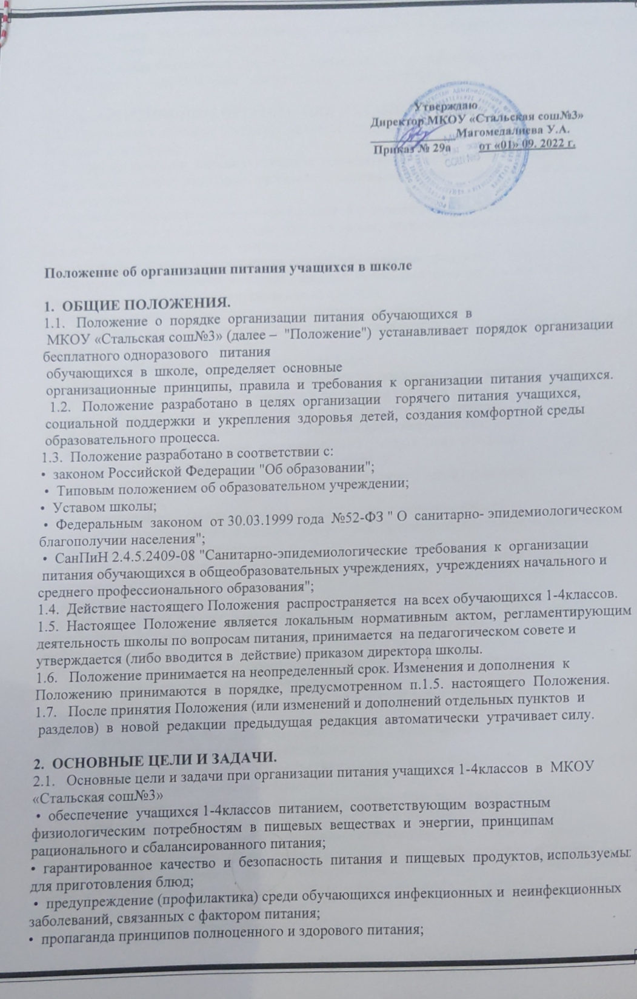 Утверждаю
Директор МКОУ «Стальская сош№3»
Магомедалиева У.А.
Приказ № 29а от «01» 09. 2022 г.
СОШ №3
Положение об организации питания учащихся в школе
1. ОБЩИЕ ПОЛОЖЕНИЯ.
1.1. Положение о порядке организации питания обучающихся в
МКОУ «Стальская сош№3» (далее – "Положение") устанавливает порядок организации
бесплатного одноразового питания
обучающихся в школе, определяет основные
организационные принципы, правила и требования к организации питания учащихся.
1.2. Положение разработано в целях организации горячего питания учащихся,
социальной поддержки и укрепления здоровья детей, создания комфортной среды
образовательного процесса.
1.3. Положение разработано в соответствии с:
• законом Российской Федерации "Об образовании";
• Типовым положением об образовательном учреждении;
• Уставом школы;
• Федеральным законом от 30.03.1999 года №52-ФЗ " О санитарно- эпидемиологическом
благополучии населения";
• СанПиН 2.4.5.2409-08 "Санитарно-эпидемиологические требования к организации
питания обучающихся в общеобразовательных учреждениях, учреждениях начального и
среднего профессионального образования";
1.4. Действие настоящего Положения распространяется на всех обучающихся 1-4классов.
1.5. Настоящее Положение является локальным нормативным актом, регламентирующим
деятельность школы по вопросам питания, принимается на педагогическом совете и
утверждается (либо вводится в действие) приказом директора школы.
1.6. Положение принимается на неопределенный срок. Изменения и дополнения к
Положению принимаются в порядке, предусмотренном п.1.5. настоящего Положения.
1.7. После принятия Положения (или изменений и дополнений отдельных пунктов и
разделов) в новой редакции предыдущая редакция автоматически утрачивает силу.
2. ОСНОВНЫЕ ЦЕЛИ И ЗАДАЧИ.
2.1. Основные цели и задачи при организации питания учащихся 1-4классов в МКОУ
«Стальская сош№3»
• обеспечение учащихся 1-4классов питанием, соответствующим возрастным
физиологическим потребностям в пищевых веществах и энергии, принципам
рационального и сбалансированного питания;
• гарантированное качество и безопасность питания и пищевых продуктов, используемы
для приготовления блюд;
• предупреждение (профилактика) среди обучающихся инфекционных и неинфекционных
заболеваний, связанных с фактором питания;
• пропаганда принципов полноценного и здорового питания;